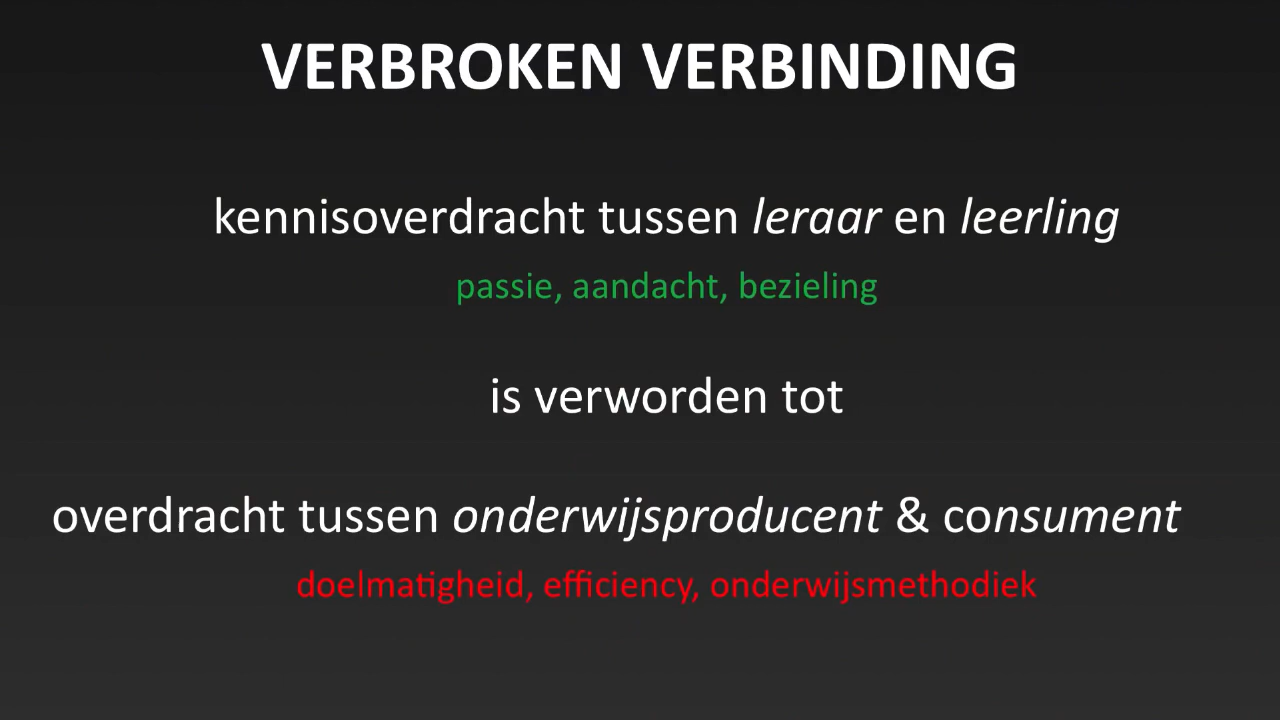 VERBROKEN VERBINDING
kennisoverdracht tussen leraar en leerling
passie, aandacht, bezieling
is verworden tot
overdracht tussen onderwijsproducent & consument
doelmatigheid, efficiency, onderwijsmethodiek